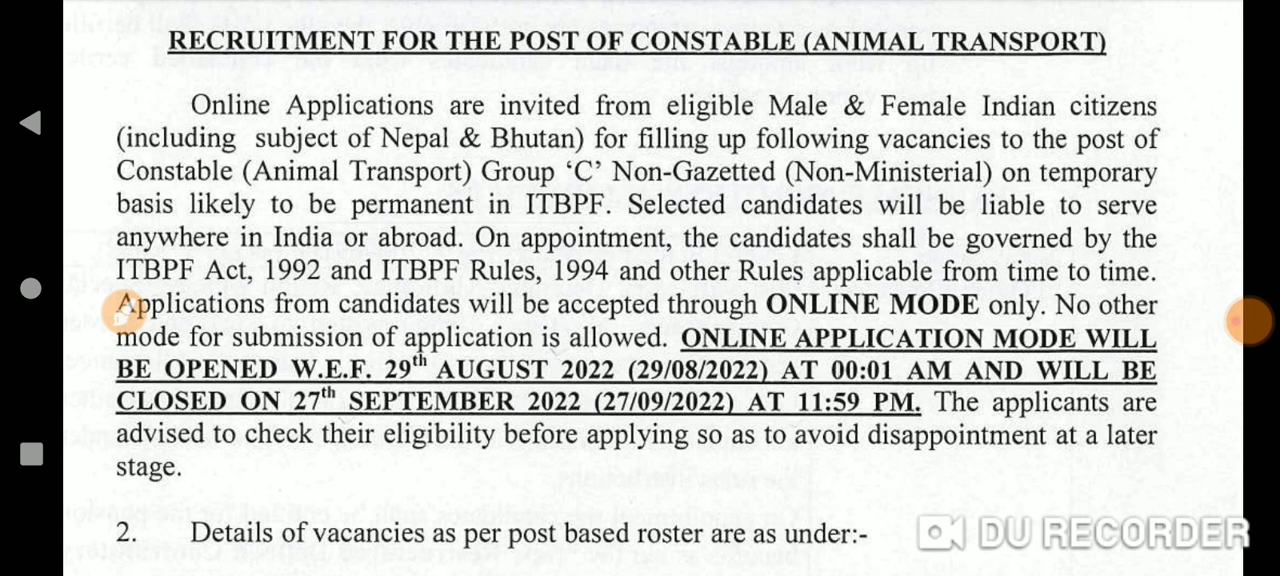 RECRUITMENT FOR THE POST OF CONSTABLE (ANIMAL TRANSPORT)
Online Applications are invited from eligible Male & Female Indian citizens
(including subject of Nepal & Bhutan) for filling up following vacancies to the post of
Constable (Animal Transport) Group ‘C’ Non-Gazetted (Non-Ministerial) on temporary
basis likely to be permanent in ITBPF. Selected candidates will be liable to serve
anywhere in India or abroad. On appointment, the candidates shall be governed by the
ITBPF Act, 1992 and ITBPF Rules, 1994 and other Rules applicable from time to time.
Applications from candidates will be accepted through ONLINE MODE only. No other
mode for submission of application is allowed. ONLINE APPLICATION MODE WILL
BE OPENED W.E.F. 29th AUGUST 2022 (29/08/2022) AT 00:01 AM AND WILL BE
CLOSED ON 27th SEPTEMBER 2022 (27/09/2022) AT 11:59 PM. The applicants are
advised to check their eligibility before applying so as to avoid disappointment at a later
stage.
2. Details of vacancies as per post based roster are as under:-
DU RECORDER